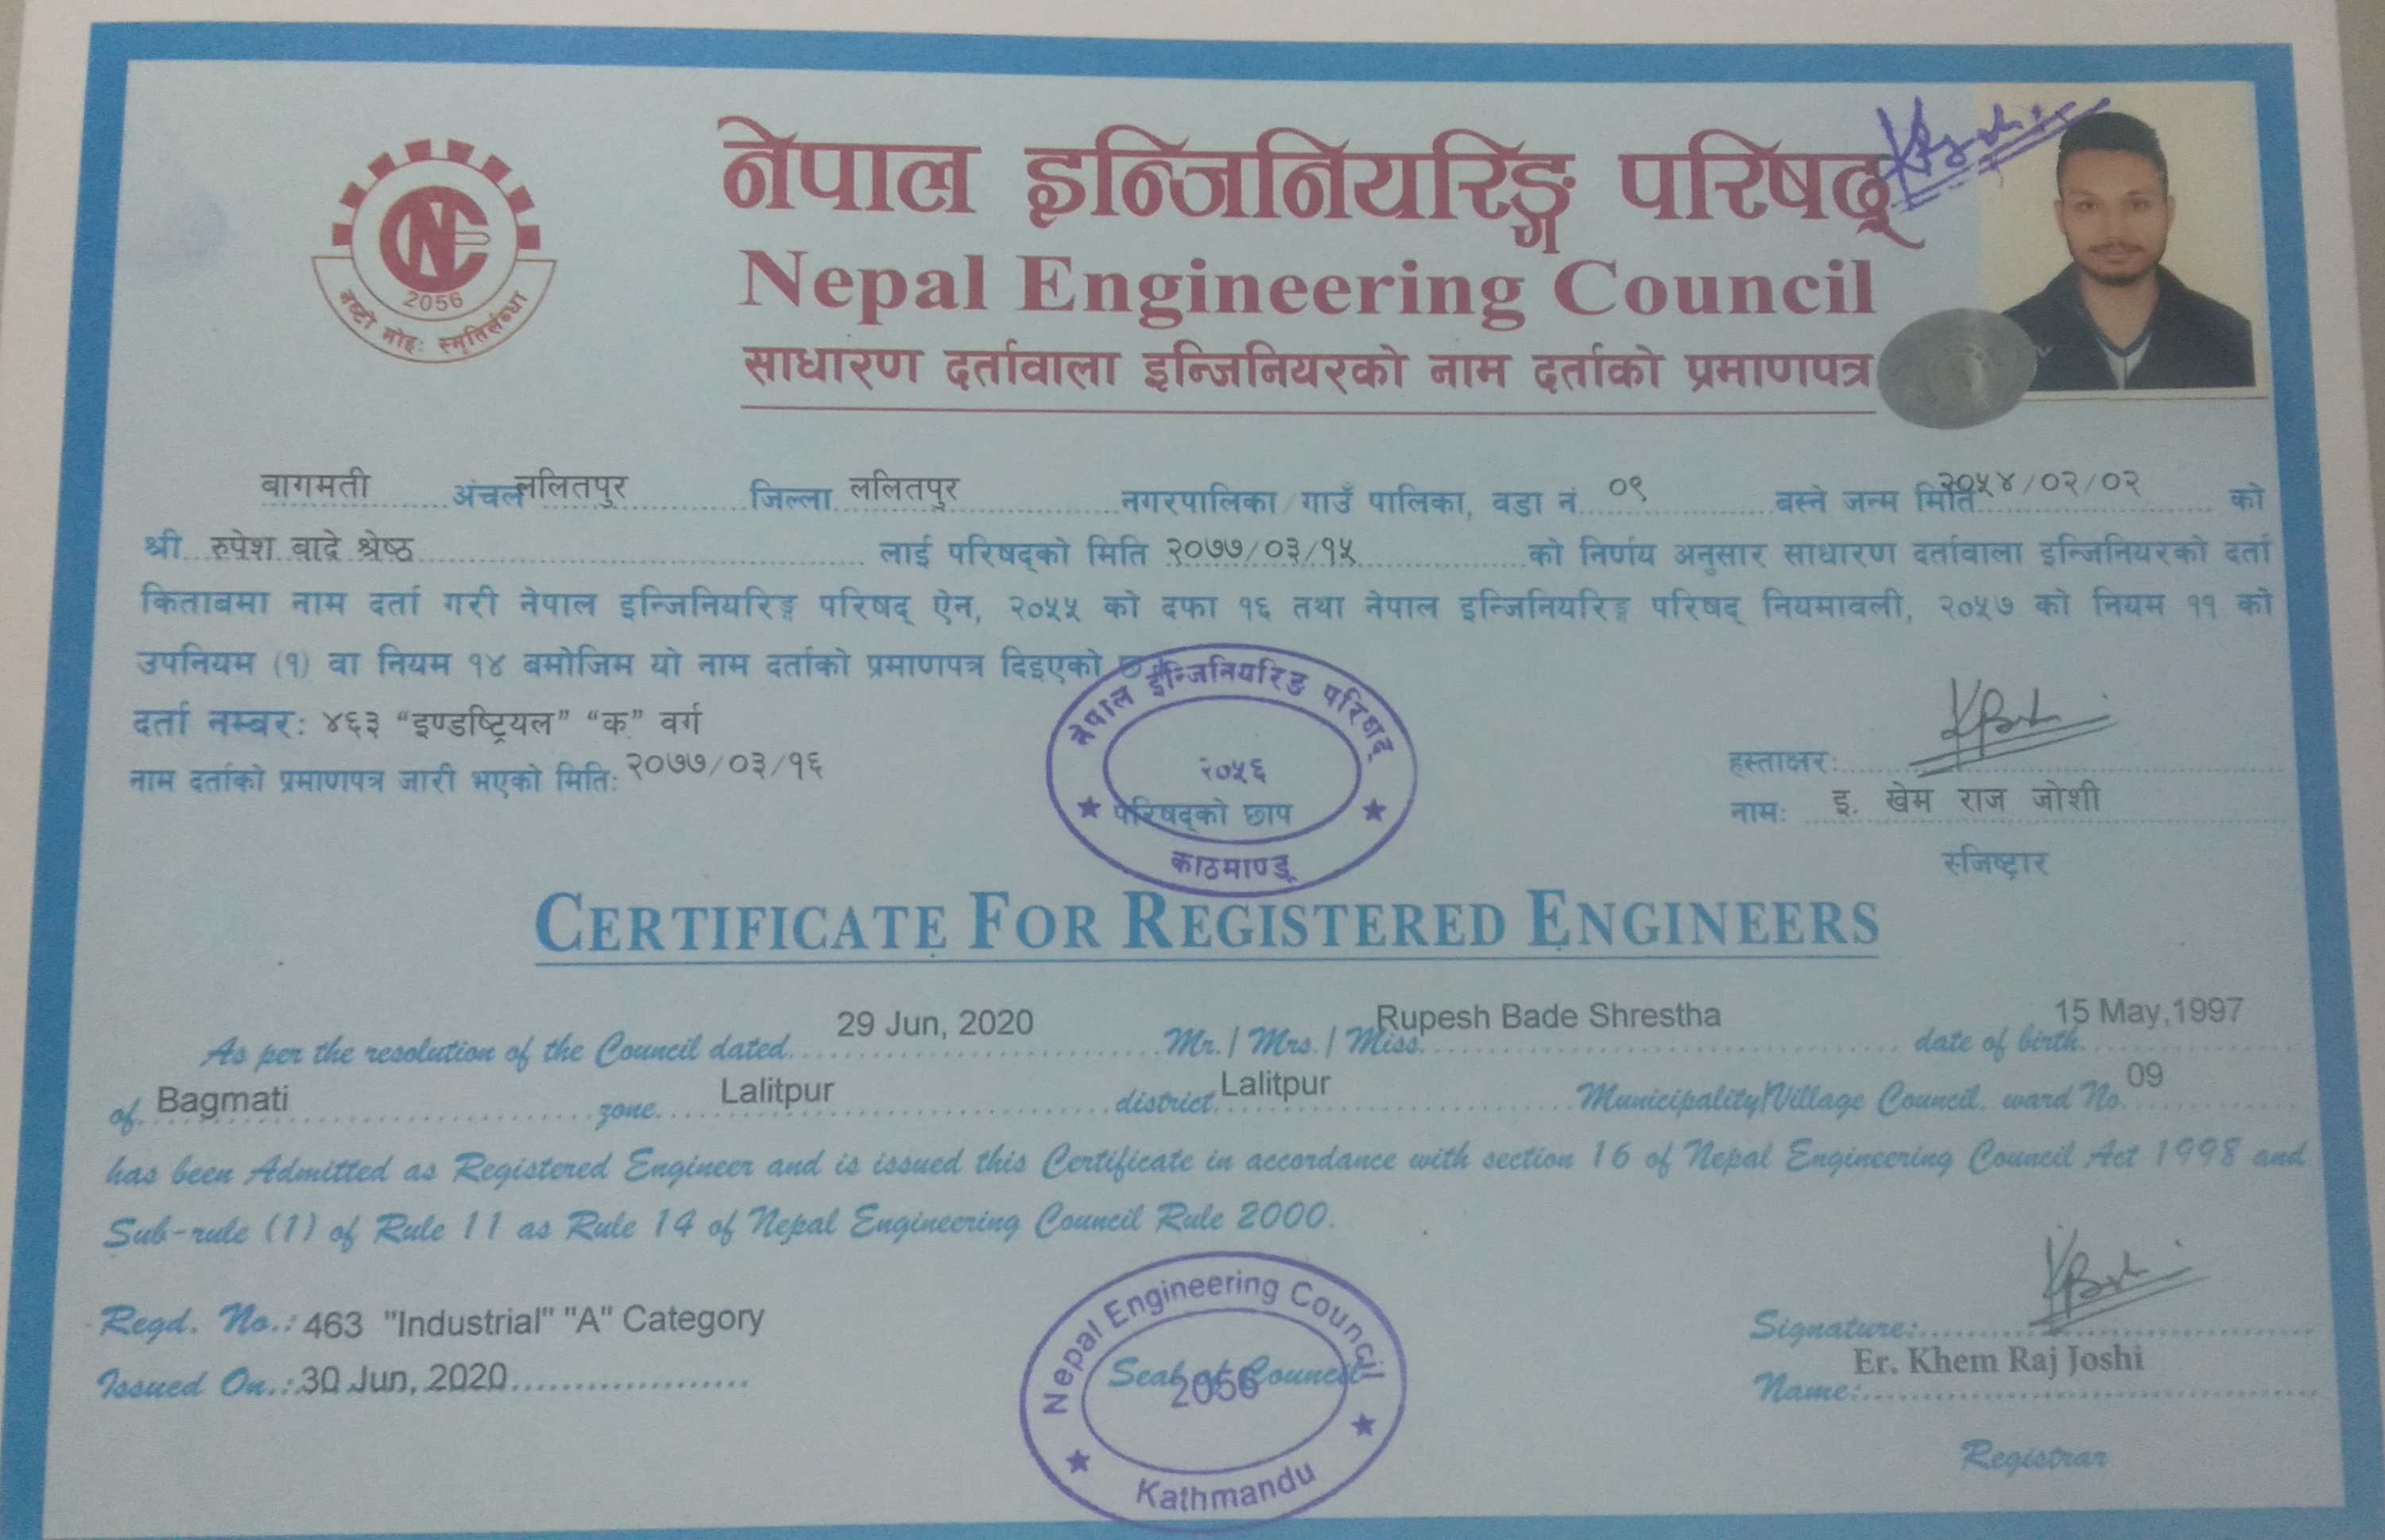 नेपाल इन्जिनियरिङ्ग परिषद्
Nepal Engineering Council
साधारण दर्तावाला इन्जिनियरको नाम दर्ताको प्रमाणपत्र
2056
नष्टो मोहः स्मृतिर्लब्धा
बागमती अंचल ललितपुर जिल्ला ललितपुर नगरपालिका/गाउँ पालिका, वडा नं. ०९ बस्ने जन्म मिति २०५४/०२/०२ को
श्री रुपेश बादे श्रेष्ठ लाई परिषद्को मिति २०७७/०३/१५ को निर्णय अनुसार साधारण दर्तावाला इन्जिनियरको दर्ता
किताबमा नाम दर्ता गरी नेपाल इन्जिनियरिङ्ग परिषद् ऐन, २०५५ को दफा १६ तथा नेपाल इन्जिनियरिङ्ग परिषद् नियमावली, २०५७ को नियम ११ को
उपनियम (१) वा नियम १४ बमोजिम यो नाम दर्ताको प्रमाणपत्र दिइएको छ
दर्ता नम्बर: ४६३ "इण्डष्ट्रियल" "क" वर्ग
नाम दर्ताको प्रमाणपत्र जारी भएको मिति: २०७७/०३/१६
नेपाल ईन्जिनियरिङ परिषद्
२०५६
परिषद्को छाप
काठमाण्डू
हस्ताक्षर:
नाम: इ. खेम राज जोशी
रजिष्ट्रार
CERTIFICATE FOR REGISTERED ENGINEERS
As per the resolution of the Council dated 29 Jun, 2020 Mr. / Mrs. / Miss. Rupesh Bade Shrestha date of birth 15 May,1997
of Bagmati zone Lalitpur district Lalitpur Municipality/Village Council. ward No. 09
has been Admitted as Registered Engineer and is issued this Certificate in accordance with section 16 of Nepal Engineering Council Act 1998 and
Sub-rule (1) of Rule 11 as Rule 14 of Nepal Engineering Council Rule 2000.
Regd. No.: 463 "Industrial" "A" Category
Issued On.: 30 Jun, 2020
Nepal Engineering Council
Seal of Council
2056
Kathmandu
Signature:
Name: Er. Khem Raj Joshi
Registrar